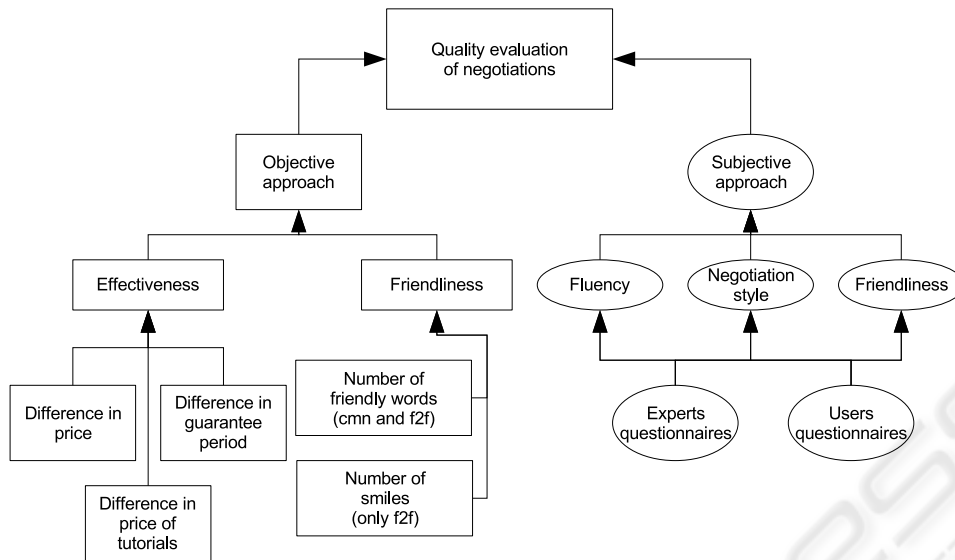 Quality evaluation
of negotiations
Objective
approach
Subjective
approach
Effectiveness
Friendliness
Fluency
Negotiation
style
Friendliness
Difference in
price
Difference in
guarantee
period
Difference in
price of
tutorials
Number of
friendly words
(cmn and f2f)
Number of
smiles
(only f2f)
Experts
questionnaires
Users
questionnaires